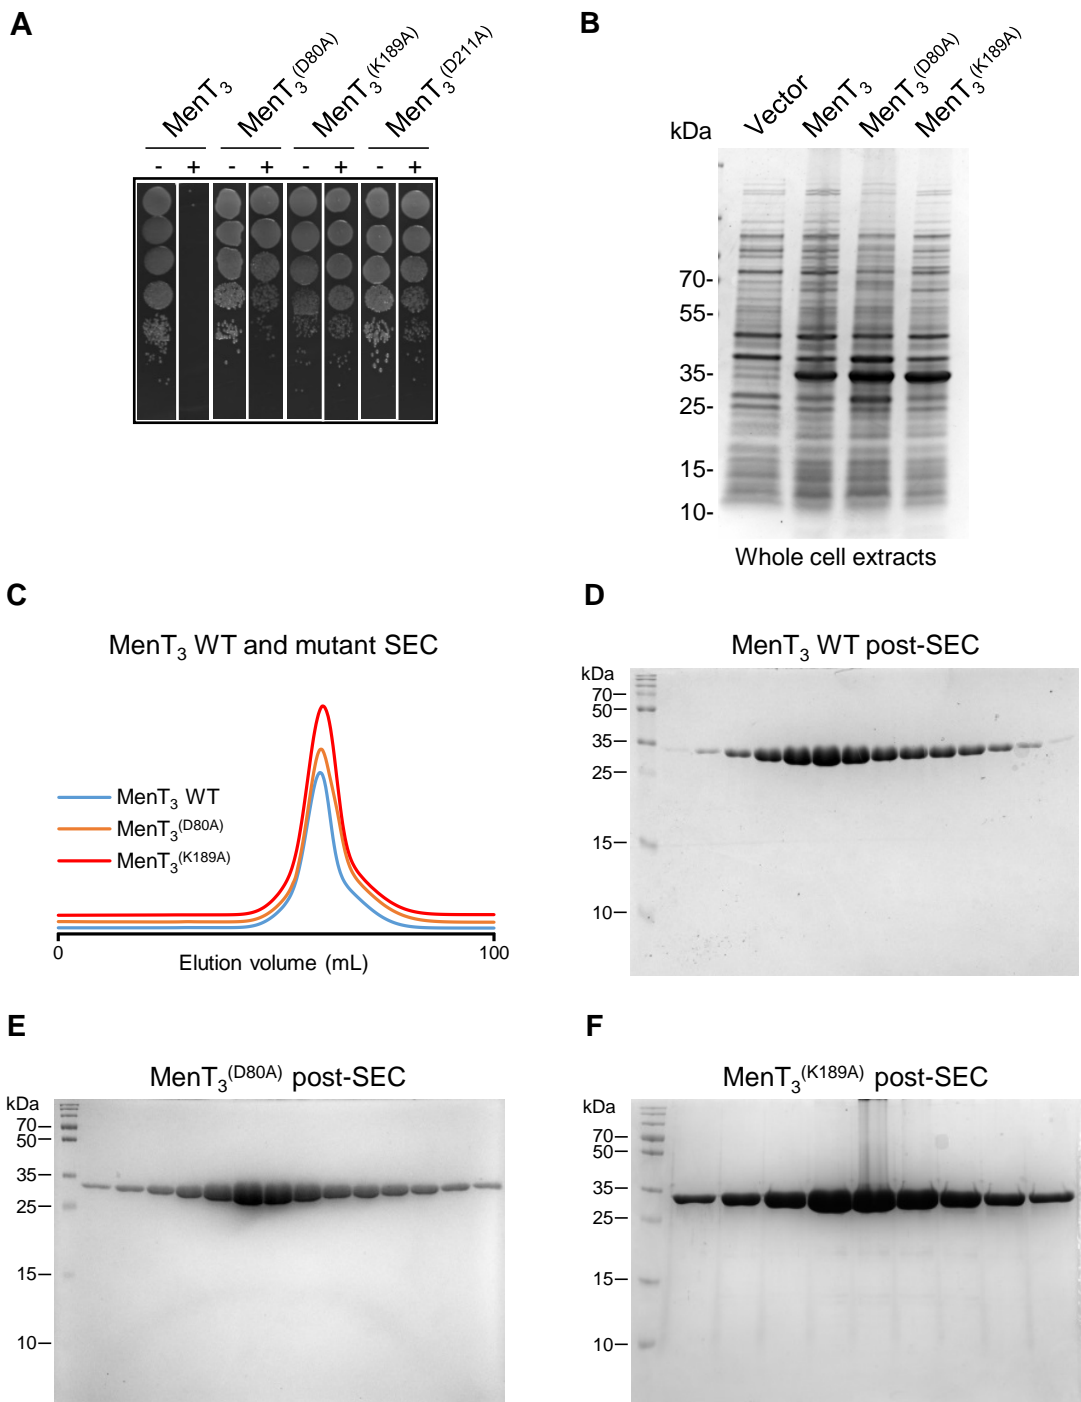 A
MenT3
MenT3(D80A)
MenT3(K189A)
MenT3(D211A)
- + - + - + - +
B
kDa
Vector
MenT3
MenT3(D80A)
MenT3(K189A)
70-
55-
35-
25-
15-
10-
Whole cell extracts
C
MenT3 WT and mutant SEC
MenT3 WT
MenT3(D80A)
MenT3(K189A)
0
100
Elution volume (mL)
D
MenT3 WT post-SEC
kDa
70
50
35
25
15
10
E
MenT3(D80A) post-SEC
kDa
70
50
35
25
15
10
F
MenT3(K189A) post-SEC
kDa
70
50
35
25
15
10